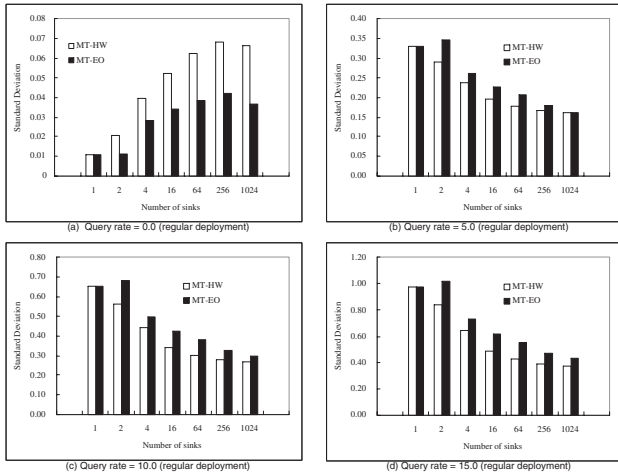 0.08
0.07
0.06
0.05
0.04
0.03
0.01
0.01
0
Standard Deviation
MT-HW
MT-EO
1 2 4 16 64 256 1024
Number of sinks
(a) Query rate = 0.0 (regular deployment)
0.40
0.35
0.30
0.25
0.20
0.15
0.10
0.05
0.00
Standard Deviation
MT-HW
MT-EO
1 2 4 16 64 256 1024
Number of sinks
(b) Query rate = 5.0 (regular deployment)
0.80
0.70
0.60
0.50
0.40
0.30
0.20
0.10
0.00
Standard Deviation
MT-HW
MT-EO
1 2 4 16 64 256 1024
Number of sinks
(c) Query rate = 10.0 (regular deployment)
1.20
1.00
0.80
0.60
0.40
0.20
0.00
Standard Deviation
MT-HW
MT-EO
1 2 4 16 64 256 1024
Number of sinks
(d) Query rate = 15.0 (regular deployment)